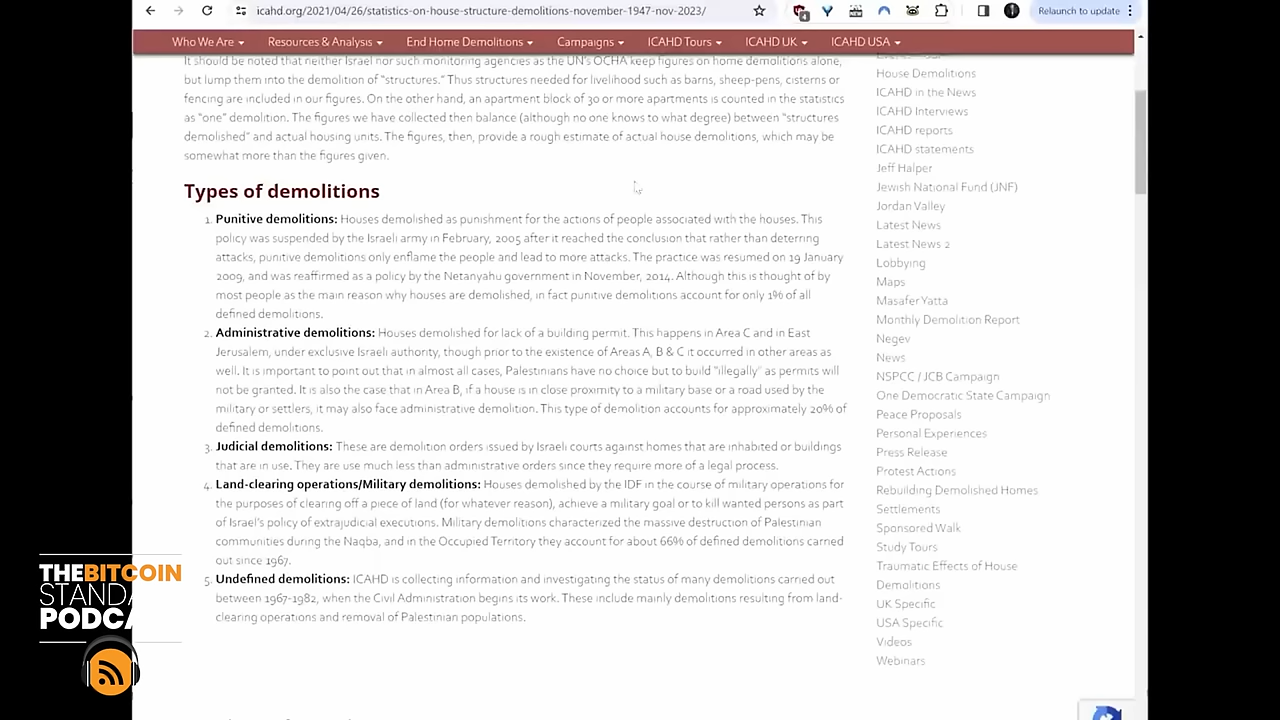 icahd.org/2021/04/26/statistics-on-house-structure-demolitions-november-1947-nov-2023/
4
Relaunch to update
Who We Are
Resources & Analysis
End Home Demolitions
Campaigns
ICAHD Tours
ICAHD UK
ICAHD USA
It should be noted that neither Israel nor such monitoring agencies as the UN's OCHA keep figures on home demolitions alone,
but lump them into the demolition of "structures." Thus structures needed for livelihood such as barns, sheep-pens, cisterns or
fencing are included in our figures. On the other hand, an apartment block of 30 or more apartments is counted in the statistics
as "one" demolition. The figures we have collected then balance (although no one knows to what degree) between "structures
demolished" and actual housing units. The figures, then, provide a rough estimate of actual house demolitions, which may be
somewhat more than the figures given.
Types of demolitions
1. Punitive demolitions: Houses demolished as punishment for the actions of people associated with the houses. This
policy was suspended by the Israeli army in February, 2005 after it reached the conclusion that rather than deterring
attacks, punitive demolitions only enflame the people and lead to more attacks. The practice was resumed on 19 January
2009, and was reaffirmed as a policy by the Netanyahu government in November, 2014. Although this is thought of by
most people as the main reason why houses are demolished, in fact punitive demolitions account for only 1% of all
defined demolitions.
2. Administrative demolitions: Houses demolished for lack of a building permit. This happens in Area C and in East
Jerusalem, under exclusive Israeli authority, though prior to the existence of Areas A, B & C it occurred in other areas as
well. It is important to point out that in almost all cases, Palestinians have no choice but to build "illegally" as permits will
not be granted. It is also the case that in Area B, if a house is in close proximity to a military base or a road used by the
military or settlers, it may also face administrative demolition. This type of demolition accounts for approximately 20% of
defined demolitions.
3. Judicial demolitions: These are demolition orders issued by Israeli courts against homes that are inhabited or buildings
that are in use. They are use much less than administrative orders since they require more of a legal process.
4. Land-clearing operations/Military demolitions: Houses demolished by the IDF in the course of military operations for
the purposes of clearing off a piece of land (for whatever reason), achieve a military goal or to kill wanted persons as part
of Israel's policy of extrajudicial executions. Military demolitions characterized the massive destruction of Palestinian
communities during the Naqba, and in the Occupied Territory they account for about 66% of defined demolitions carried
out since 1967.
5. Undefined demolitions: ICAHD is collecting information and investigating the status of many demolitions carried out
between 1967-1982, when the Civil Administration begins its work. These include mainly demolitions resulting from land-
clearing operations and removal of Palestinian populations.
House Demolitions
ICAHD in the News
ICAHD Interviews
ICAHD reports
ICAHD statements
Jeff Halper
Jewish National Fund (JNF)
Jordan Valley
Latest News
Latest News 2
Lobbying
Maps
Masafer Yatta
Monthly Demolition Report
Negev
News
NSPCC / JCB Campaign
One Democratic State Campaign
Peace Proposals
Personal Experiences
Press Release
Protest Actions
Rebuilding Demolished Homes
Settlements
Sponsored Walk
Study Tours
Traumatic Effects of House
Demolitions
UK Specific
USA Specific
Videos
Webinars
THEBITCOIN
STANDA
PODCA